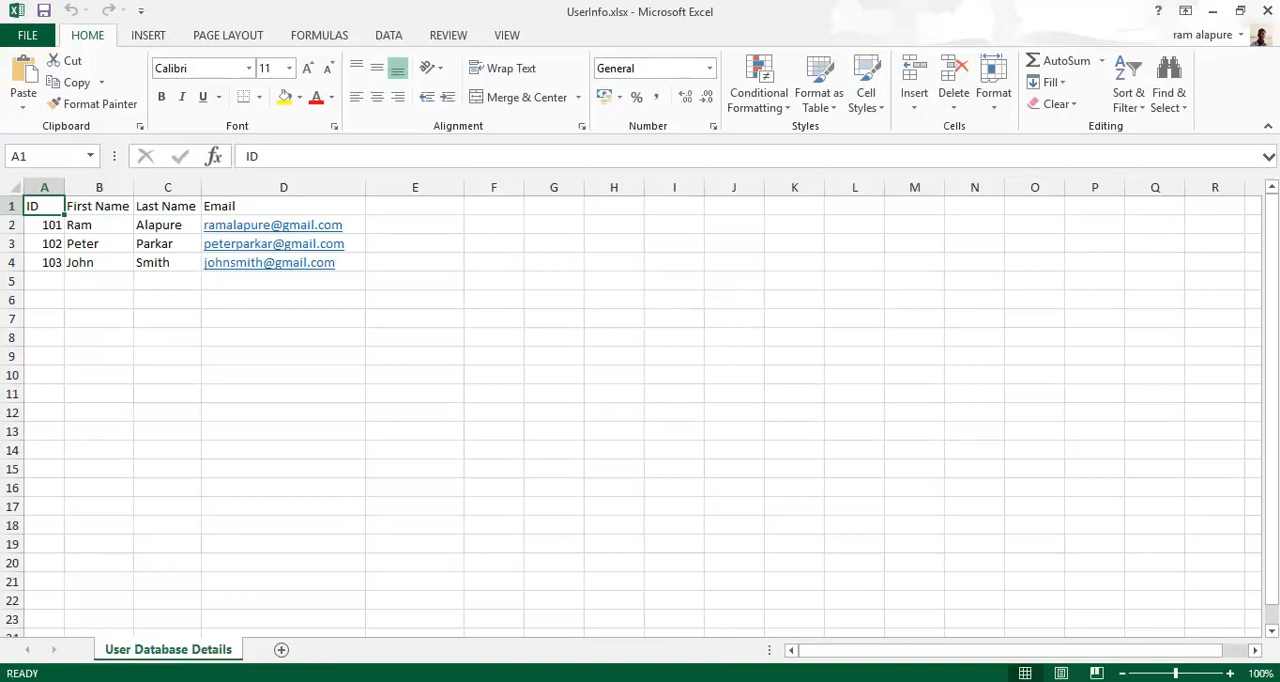 UserInfo.xlsx - Microsoft Excel
?
FILE HOME INSERT PAGE LAYOUT FORMULAS DATA REVIEW VIEW ram alapure
Paste
Cut
Copy
Format Painter
Clipboard
Calibri 11
B I U
Font
Wrap Text
Merge & Center
Alignment
General
% ,
Number
Conditional
Formatting
Format as
Table
Cell
Styles
Styles
Insert
Delete
Format
Cells
AutoSum
Fill
Clear
Sort &
Filter
Find &
Select
Editing
A1 fx ID
A B C D E F G H I J K L M N O P Q R
1 ID First Name Last Name Email
2 101 Ram Alapure ramalapure@gmail.com
3 102 Peter Parkar peterparkar@gmail.com
4 103 John Smith johnsmith@gmail.com
5
6
7
8
9
10
11
12
13
14
15
16
17
18
19
20
21
22
23
24
User Database Details
READY 100%